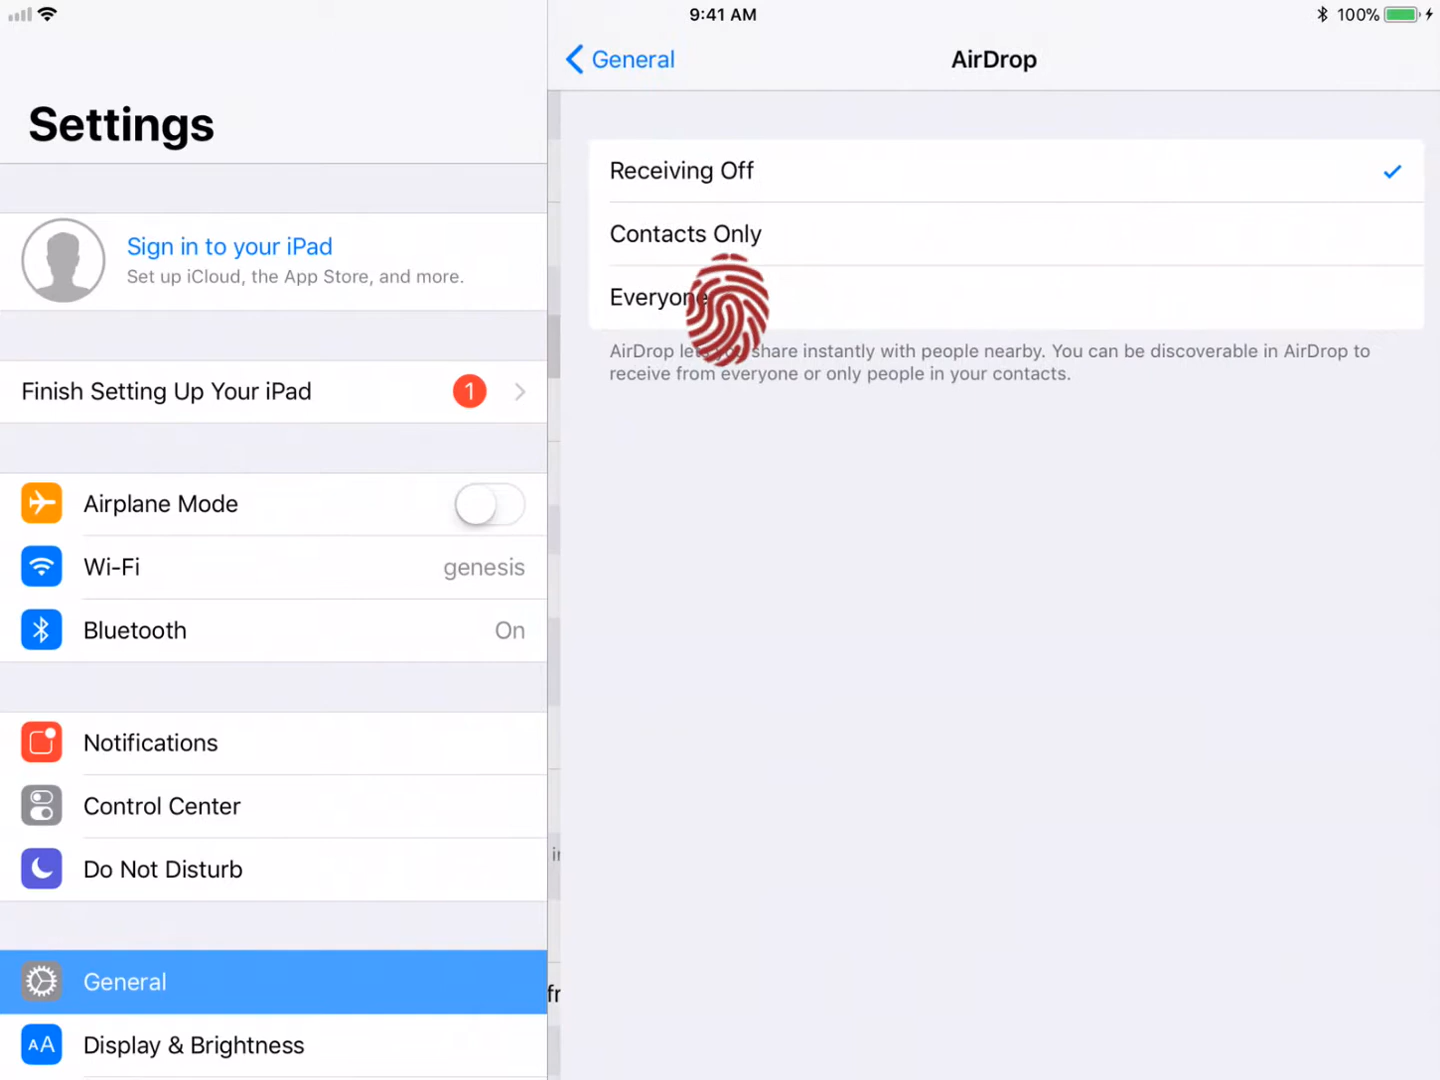 9:41 AM
100%
Settings
General
AirDrop
Sign in to your iPad
Set up iCloud, the App Store, and more.
Finish Setting Up Your iPad
1
Airplane Mode
Wi-Fi
genesis
Bluetooth
On
Notifications
Control Center
Do Not Disturb
General
AA
Display & Brightness
Receiving Off
Contacts Only
Everyone
AirDrop lets you share instantly with people nearby. You can be discoverable in AirDrop to
receive from everyone or only people in your contacts.